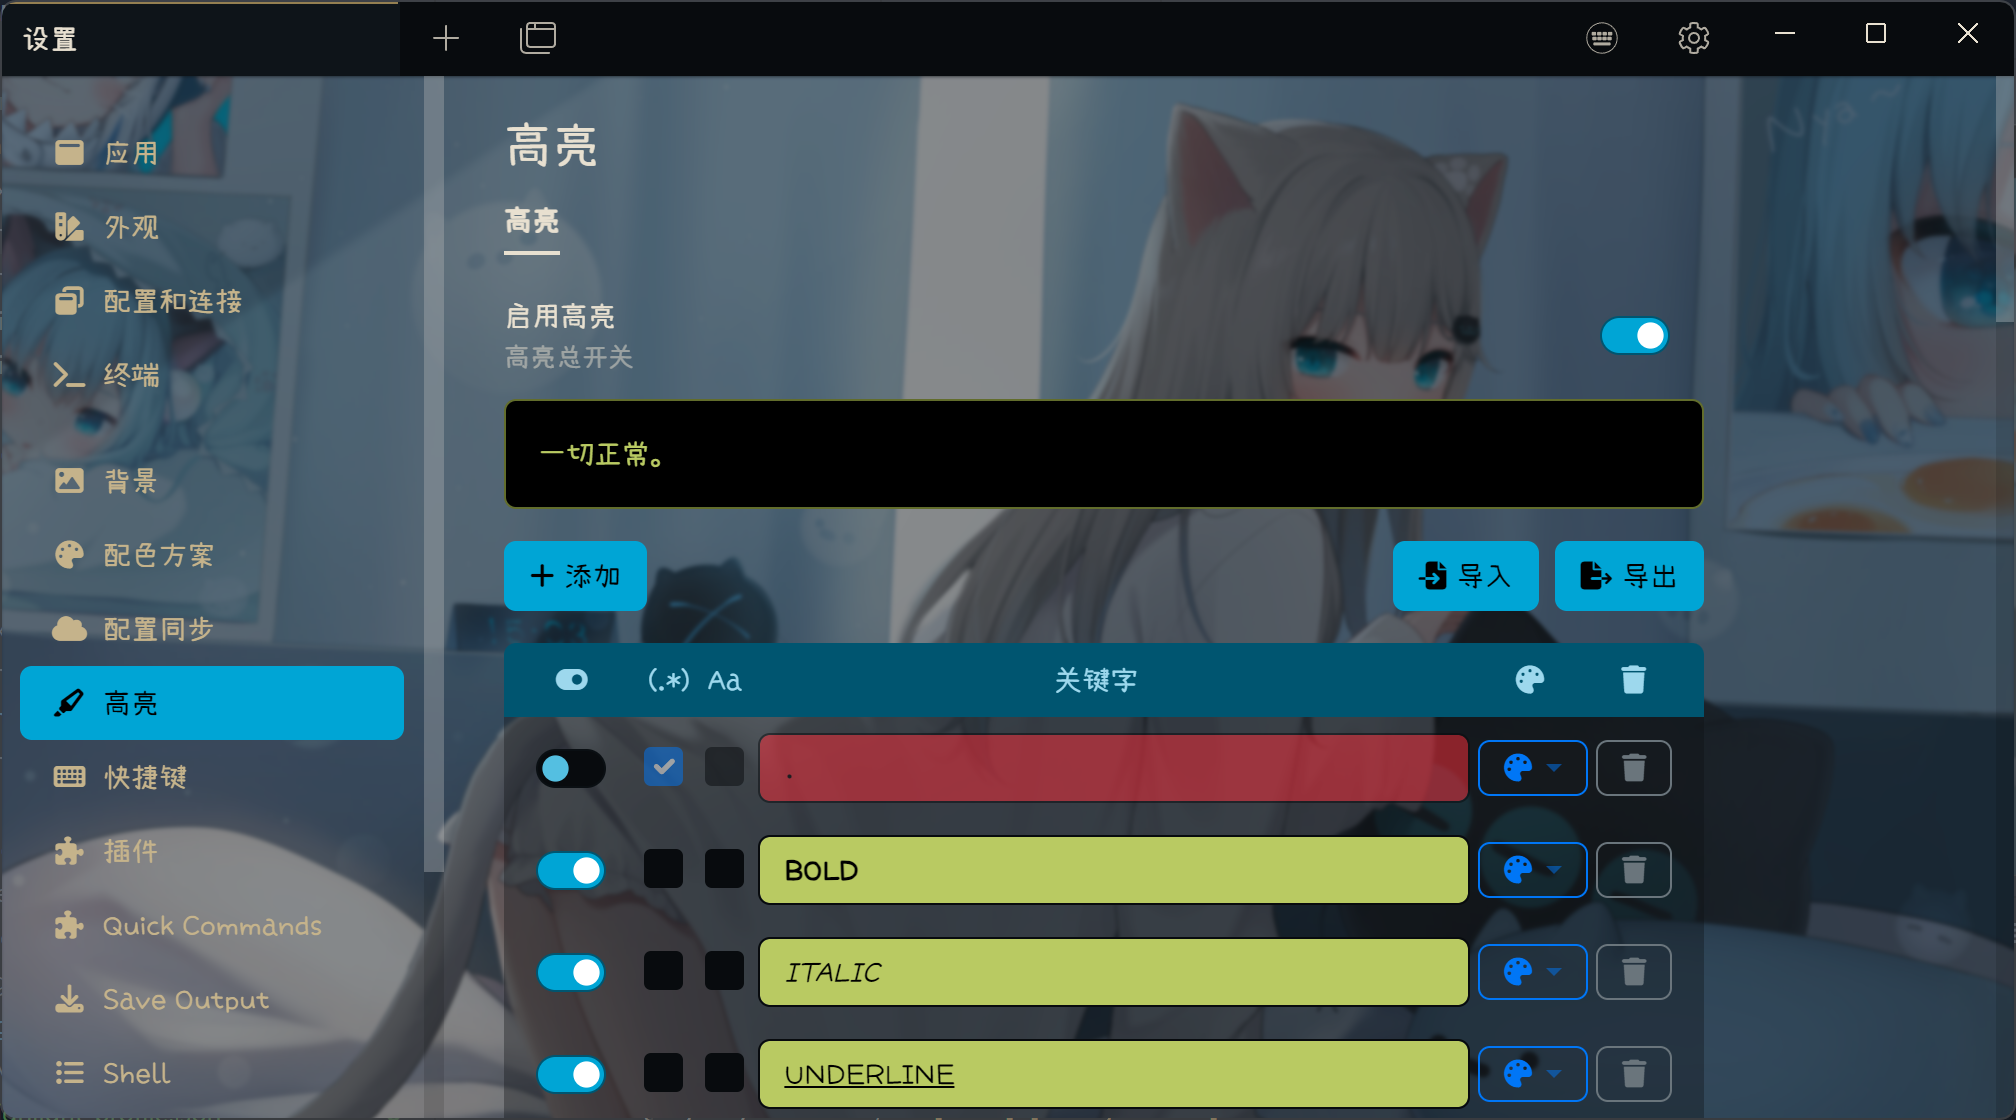 设置
应用
外观
配置和连接
终端
背景
配色方案
配置同步
高亮
快捷键
插件
Quick Commands
Save Output
Shell
Nya ~
高亮
高亮
启用高亮
高亮总开关
一切正常。
添加
导入
导出
(.*) Aa 关键字
.
BOLD
ITALIC
UNDERLINE